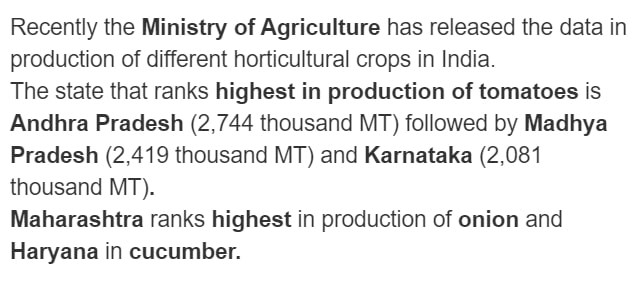 Recently the Ministry of Agriculture has released the data in
production of different horticultural crops in India.
The state that ranks highest in production of tomatoes is
Andhra Pradesh (2,744 thousand MT) followed by Madhya
Pradesh (2,419 thousand MT) and Karnataka (2,081
thousand MT).
Maharashtra ranks highest in production of onion and
Haryana in cucumber.